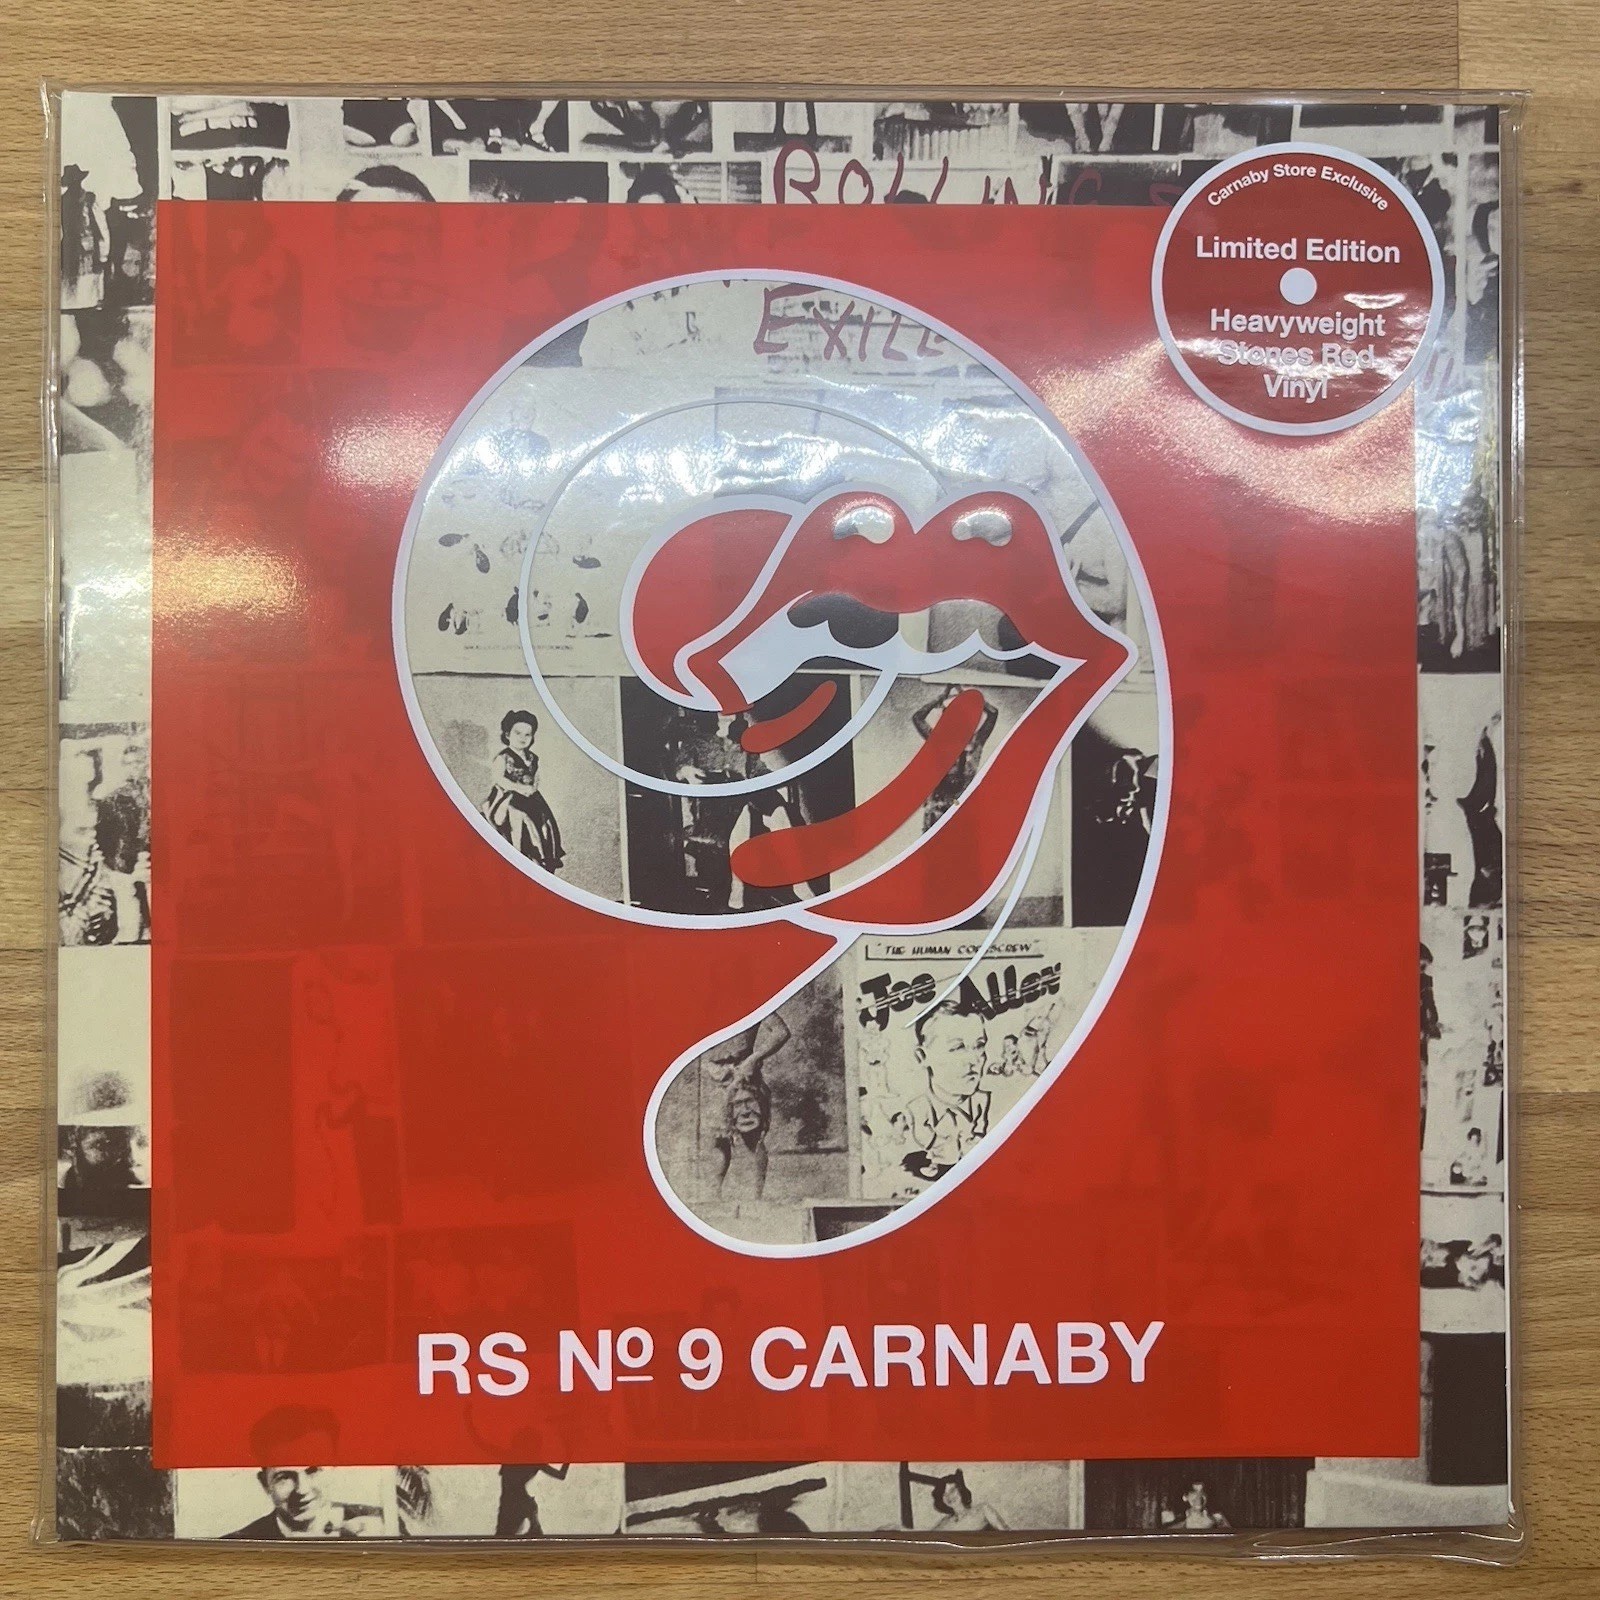 ROLLING S
Carnaby Store Exclusive
Limited Edition
Heavyweight
Stones Red
Vinyl
EXILE
"THE HUMAN CORKSCREW"
JOE ALLEN
RS Nº 9 CARNABY